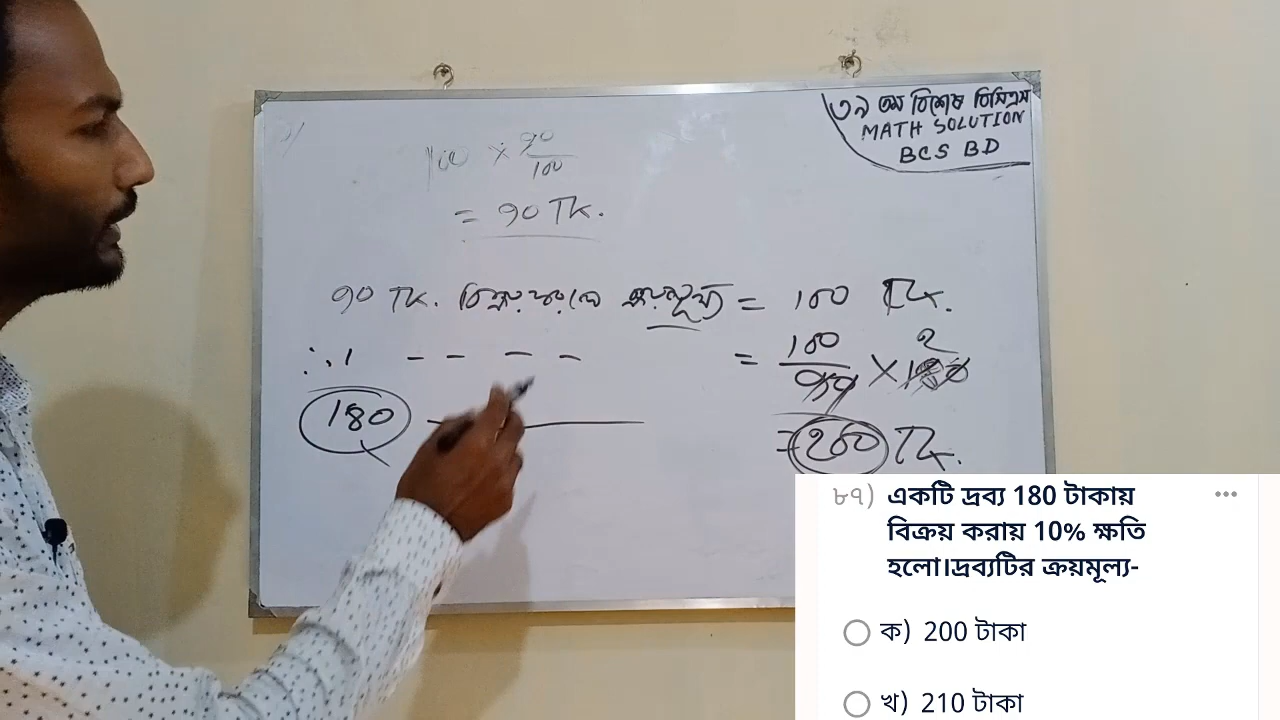 ৩৯ তম বিশেষ বিসিএস
MATH SOLUTION
BCS BD
100 × 90/100
= 90 TK.
90 TK. বিক্রয় করলে ক্রয়মূল্য = 100 TK.
∴ 1 — — — — = 100/90 × 180 2
180 = 200 TK.
৮৭) একটি দ্রব্য 180 টাকায়
বিক্রয় করায় 10% ক্ষতি
হলো।দ্রব্যটির ক্রয়মূল্য-
ক) 200 টাকা
খ) 210 টাকা